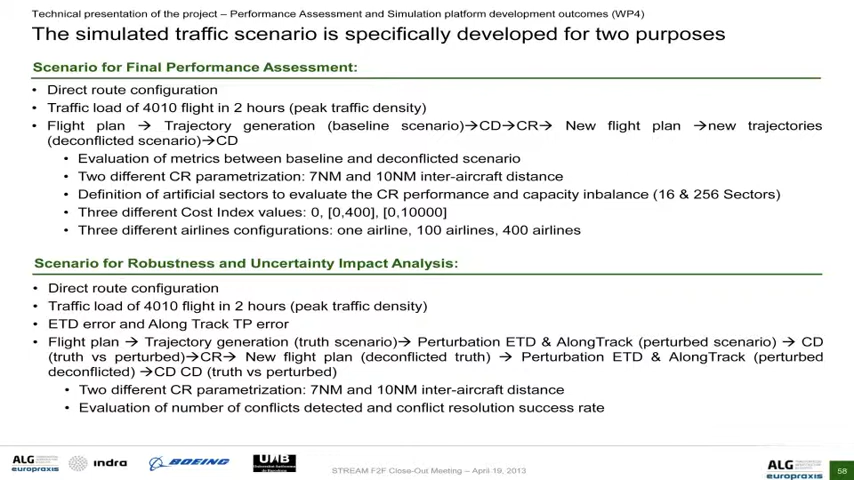 Technical presentation of the project – Performance Assessment and Simulation platform development outcomes (WP4)
The simulated traffic scenario is specifically developed for two purposes
Scenario for Final Performance Assessment:
• Direct route configuration
• Traffic load of 4010 flight in 2 hours (peak traffic density)
• Flight plan → Trajectory generation (baseline scenario)→CD→CR→ New flight plan →new trajectories
(deconflicted scenario)→CD
• Evaluation of metrics between baseline and deconflicted scenario
• Two different CR parametrization: 7NM and 10NM inter-aircraft distance
• Definition of artificial sectors to evaluate the CR performance and capacity inbalance (16 & 256 Sectors)
• Three different Cost Index values: 0, [0,400], [0,10000]
• Three different airlines configurations: one airline, 100 airlines, 400 airlines
Scenario for Robustness and Uncertainty Impact Analysis:
• Direct route configuration
• Traffic load of 4010 flight in 2 hours (peak traffic density)
• ETD error and Along Track TP error
• Flight plan → Trajectory generation (truth scenario)→ Perturbation ETD & AlongTrack (perturbed scenario) → CD
(truth vs perturbed)→CR→ New flight plan (deconflicted truth) → Perturbation ETD & AlongTrack (perturbed
deconflicted) →CD CD (truth vs perturbed)
• Two different CR parametrization: 7NM and 10NM inter-aircraft distance
• Evaluation of number of conflicts detected and conflict resolution success rate
ALG
europraxis
indra
BOEING
UAB
STREAM F2F Close-Out Meeting – April 19, 2013
ALG
europraxis
58